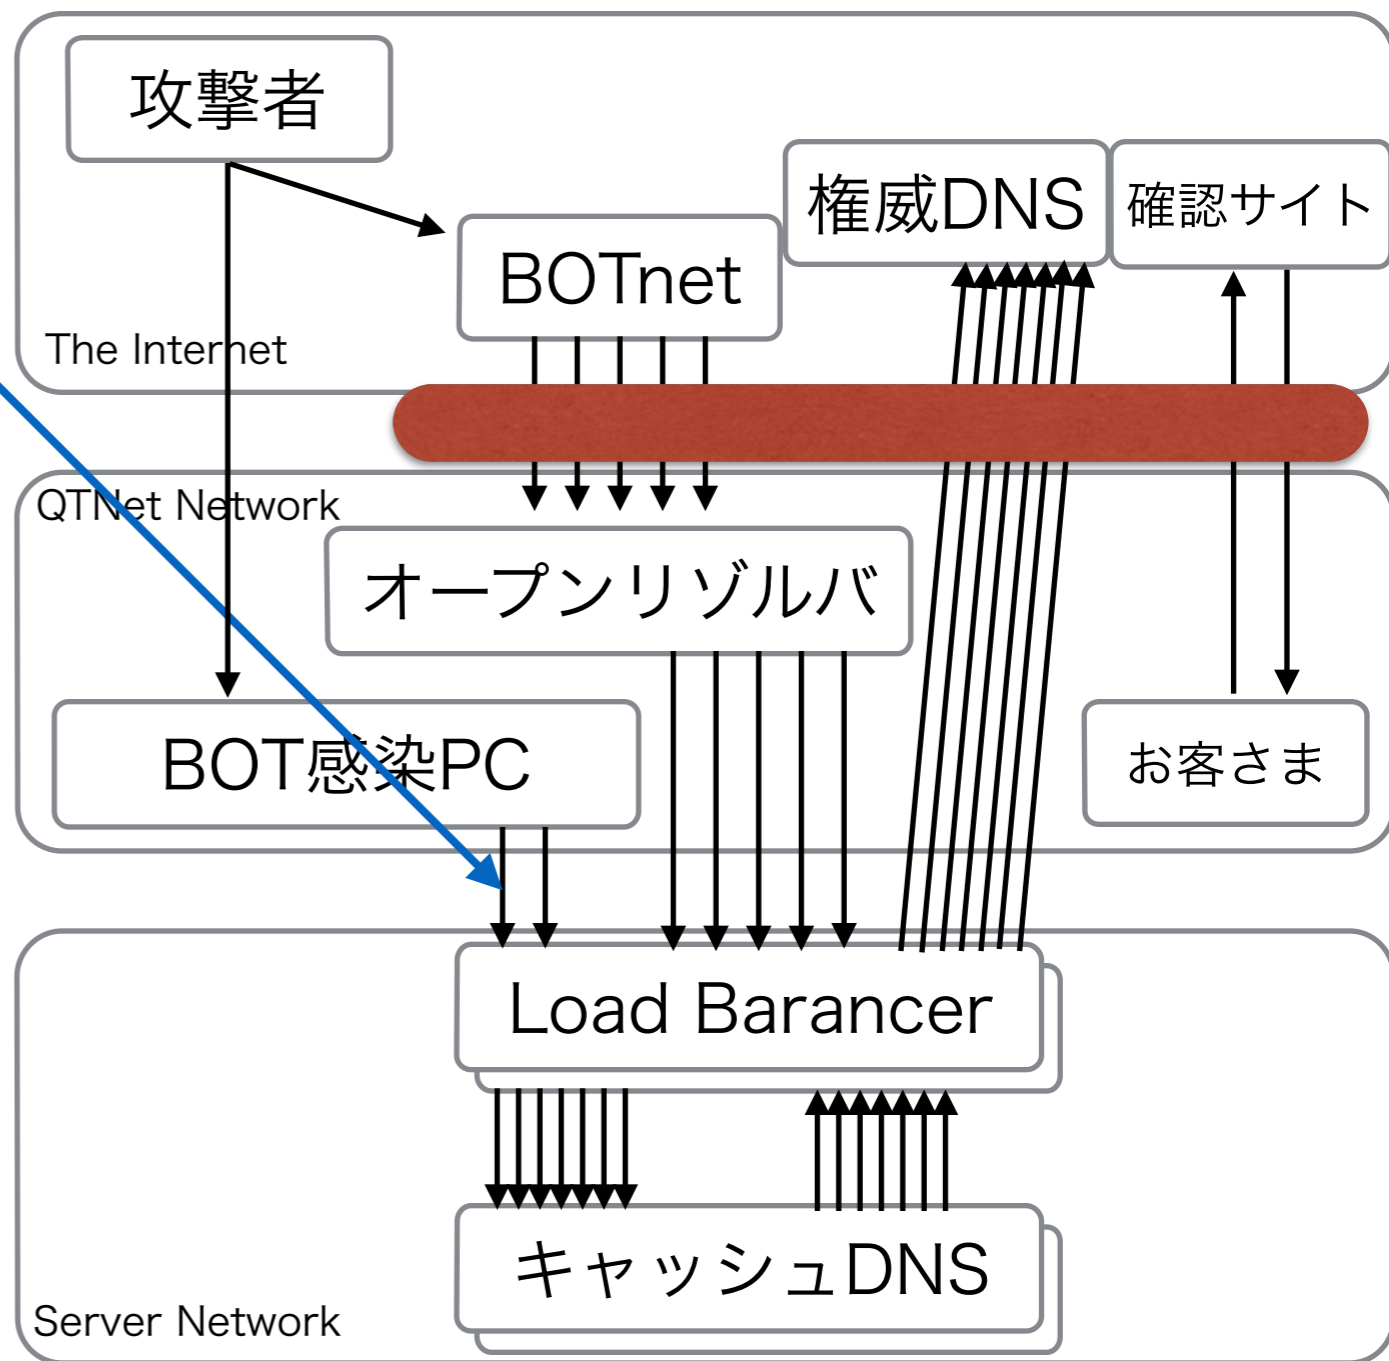 攻撃者
権威DNS
確認サイト
BOTnet
The Internet
QTNet Network
オープンリゾルバ
BOT感染PC
お客さま
Load Barancer
キャッシュDNS
Server Network